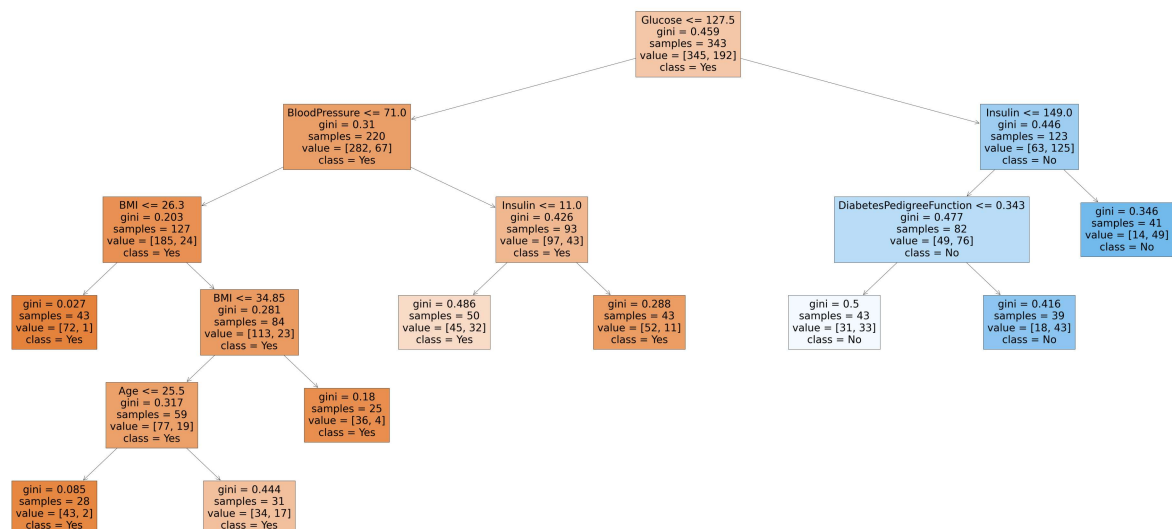 Glucose <= 127.5
gini = 0.459
samples = 343
value = [345, 192]
class = Yes
BloodPressure <= 71.0
gini = 0.31
samples = 220
value = [282, 67]
class = Yes
Insulin <= 149.0
gini = 0.446
samples = 123
value = [63, 125]
class = No
BMI <= 26.3
gini = 0.203
samples = 127
value = [185, 24]
class = Yes
Insulin <= 11.0
gini = 0.426
samples = 93
value = [97, 43]
class = Yes
DiabetesPedigreeFunction <= 0.343
gini = 0.477
samples = 82
value = [49, 76]
class = No
gini = 0.346
samples = 41
value = [14, 49]
class = No
gini = 0.027
samples = 43
value = [72, 1]
class = Yes
BMI <= 34.85
gini = 0.281
samples = 84
value = [113, 23]
class = Yes
gini = 0.486
samples = 50
value = [45, 32]
class = Yes
gini = 0.288
samples = 43
value = [52, 11]
class = Yes
gini = 0.5
samples = 43
value = [31, 33]
class = No
gini = 0.416
samples = 39
value = [18, 43]
class = No
Age <= 25.5
gini = 0.317
samples = 59
value = [77, 19]
class = Yes
gini = 0.18
samples = 25
value = [36, 4]
class = Yes
gini = 0.085
samples = 28
value = [43, 2]
class = Yes
gini = 0.444
samples = 31
value = [34, 17]
class = Yes